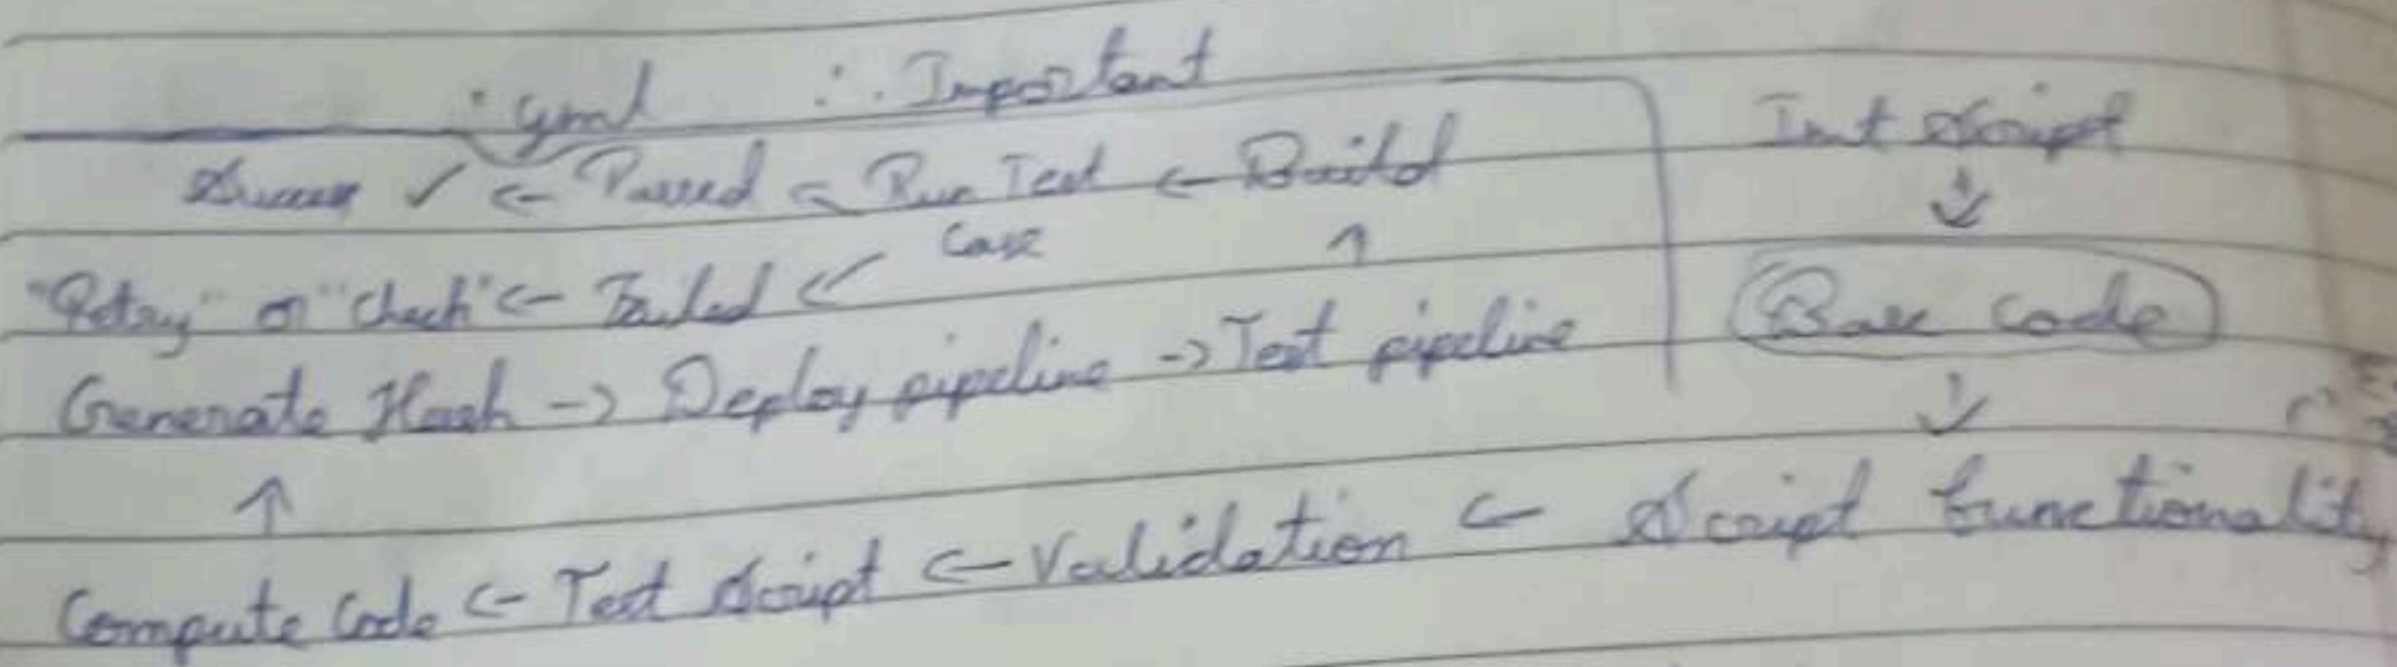 : yml ∴ Important
Success ✓ ← Passed ← Run Test ← Build
Case ↑
"Retry" or "check" ← Failed ←
Generate Hash -> Deploy pipeline -> Test pipeline
↑
Compute Code ← Test Script ← Validation ← Script functionality
Init Script
↓
Base Code
↓